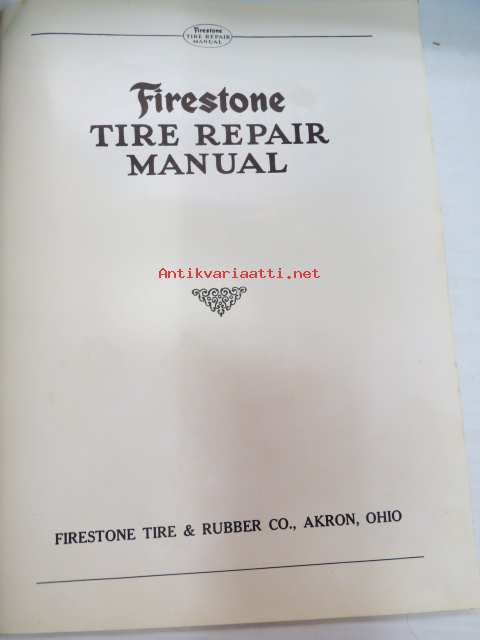 Firestone
TIRE REPAIR
MANUAL
Firestone
TIRE REPAIR
MANUAL
Antikvariaatti.net
FIRESTONE TIRE & RUBBER CO., AKRON, OHIO